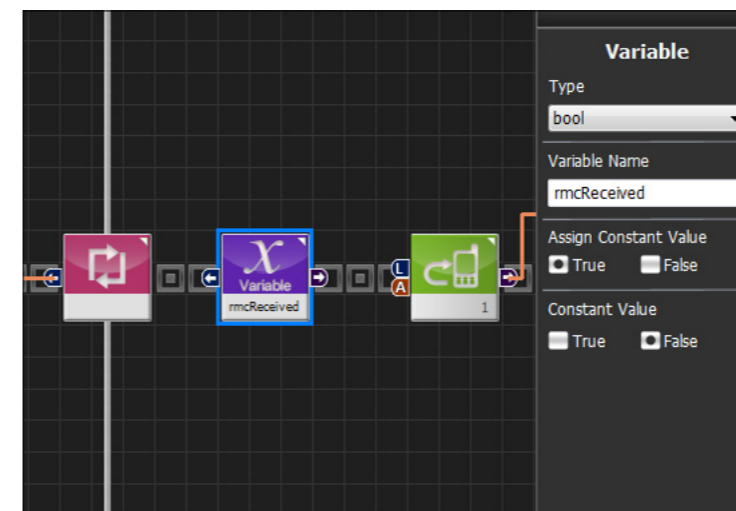 Variable
Type
bool
Variable Name
rmcReceived
Assign Constant Value
True False
Constant Value
True False
Variable
rmcReceived
L
A
1